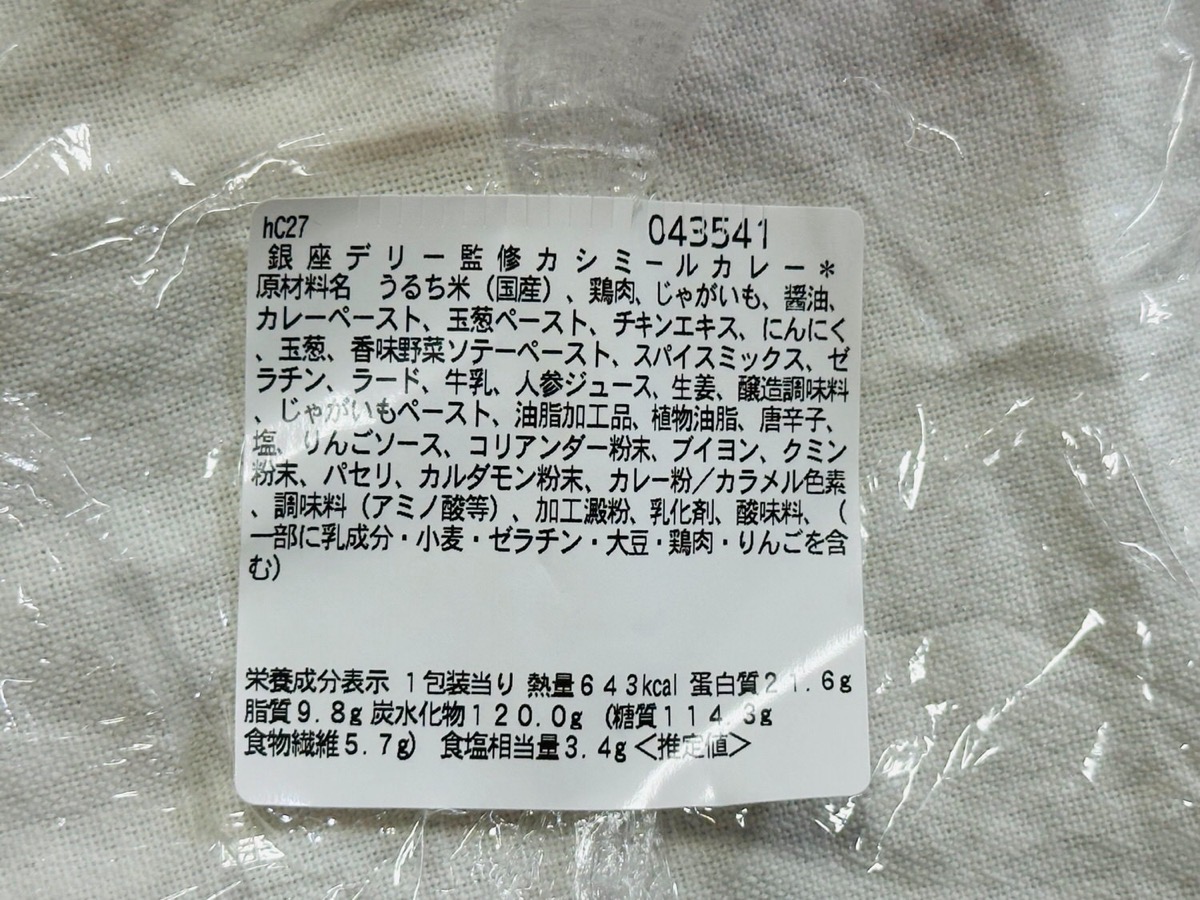 hC27 043541
銀座デリー監修カシミールカレー＊
原材料名　うるち米（国産）、鶏肉、じゃがいも、醤油、
カレーペースト、玉葱ペースト、チキンエキス、にんにく
、玉葱、香味野菜ソテーペースト、スパイスミックス、ゼ
ラチン、ラード、牛乳、人参ジュース、生姜、醸造調味料
、じゃがいもペースト、油脂加工品、植物油脂、唐辛子、
塩、りんごソース、コリアンダー粉末、ブイヨン、クミン
粉末、パセリ、カルダモン粉末、カレー粉／カラメル色素
、調味料（アミノ酸等）、加工澱粉、乳化剤、酸味料、（
一部に乳成分・小麦・ゼラチン・大豆・鶏肉・りんごを含
む）
栄養成分表示 １包装当り 熱量６４３kcal 蛋白質２１.６g
脂質９.８g 炭水化物１２０.０g （糖質１１４.３g
食物繊維５.７g） 食塩相当量３.４g＜推定値＞